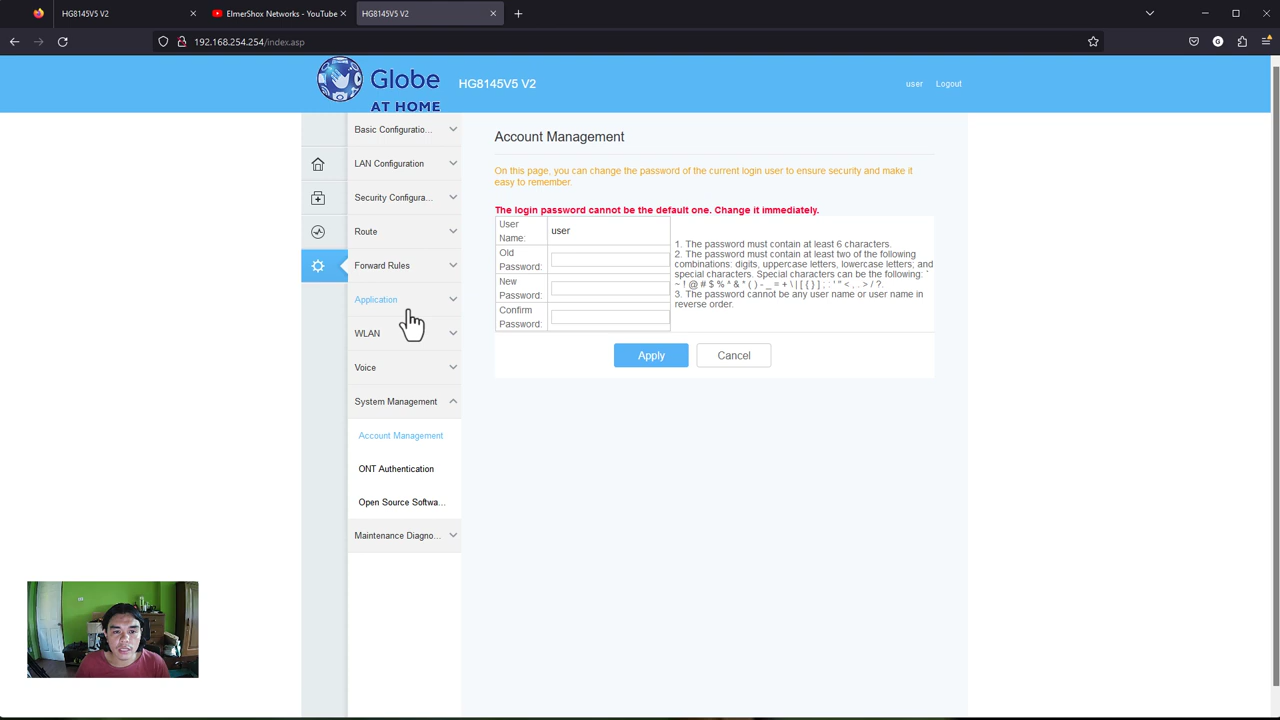 HG8145V5 V2
ElmerShox Networks - YouTube
HG8145V5 V2
192.168.254.254/index.asp
Globe
AT HOME
HG8145V5 V2
user
Logout
Basic Configuratio...
LAN Configuration
Security Configura...
Route
Forward Rules
Application
WLAN
Voice
System Management
Account Management
ONT Authentication
Open Source Softwa...
Maintenance Diagno...
Account Management
On this page, you can change the password of the current login user to ensure security and make it
easy to remember.
The login password cannot be the default one. Change it immediately.
User
Name:
user
Old
Password:
New
Password:
Confirm
Password:
1. The password must contain at least 6 characters.
2. The password must contain at least two of the following
combinations: digits, uppercase letters, lowercase letters; and
special characters. Special characters can be the following: `
~ ! @ # $ % ^ & * ( ) - _ = + \ | [ { } ] ; : ' " < , . > / ?.
3. The password cannot be any user name or user name in
reverse order.
Apply
Cancel